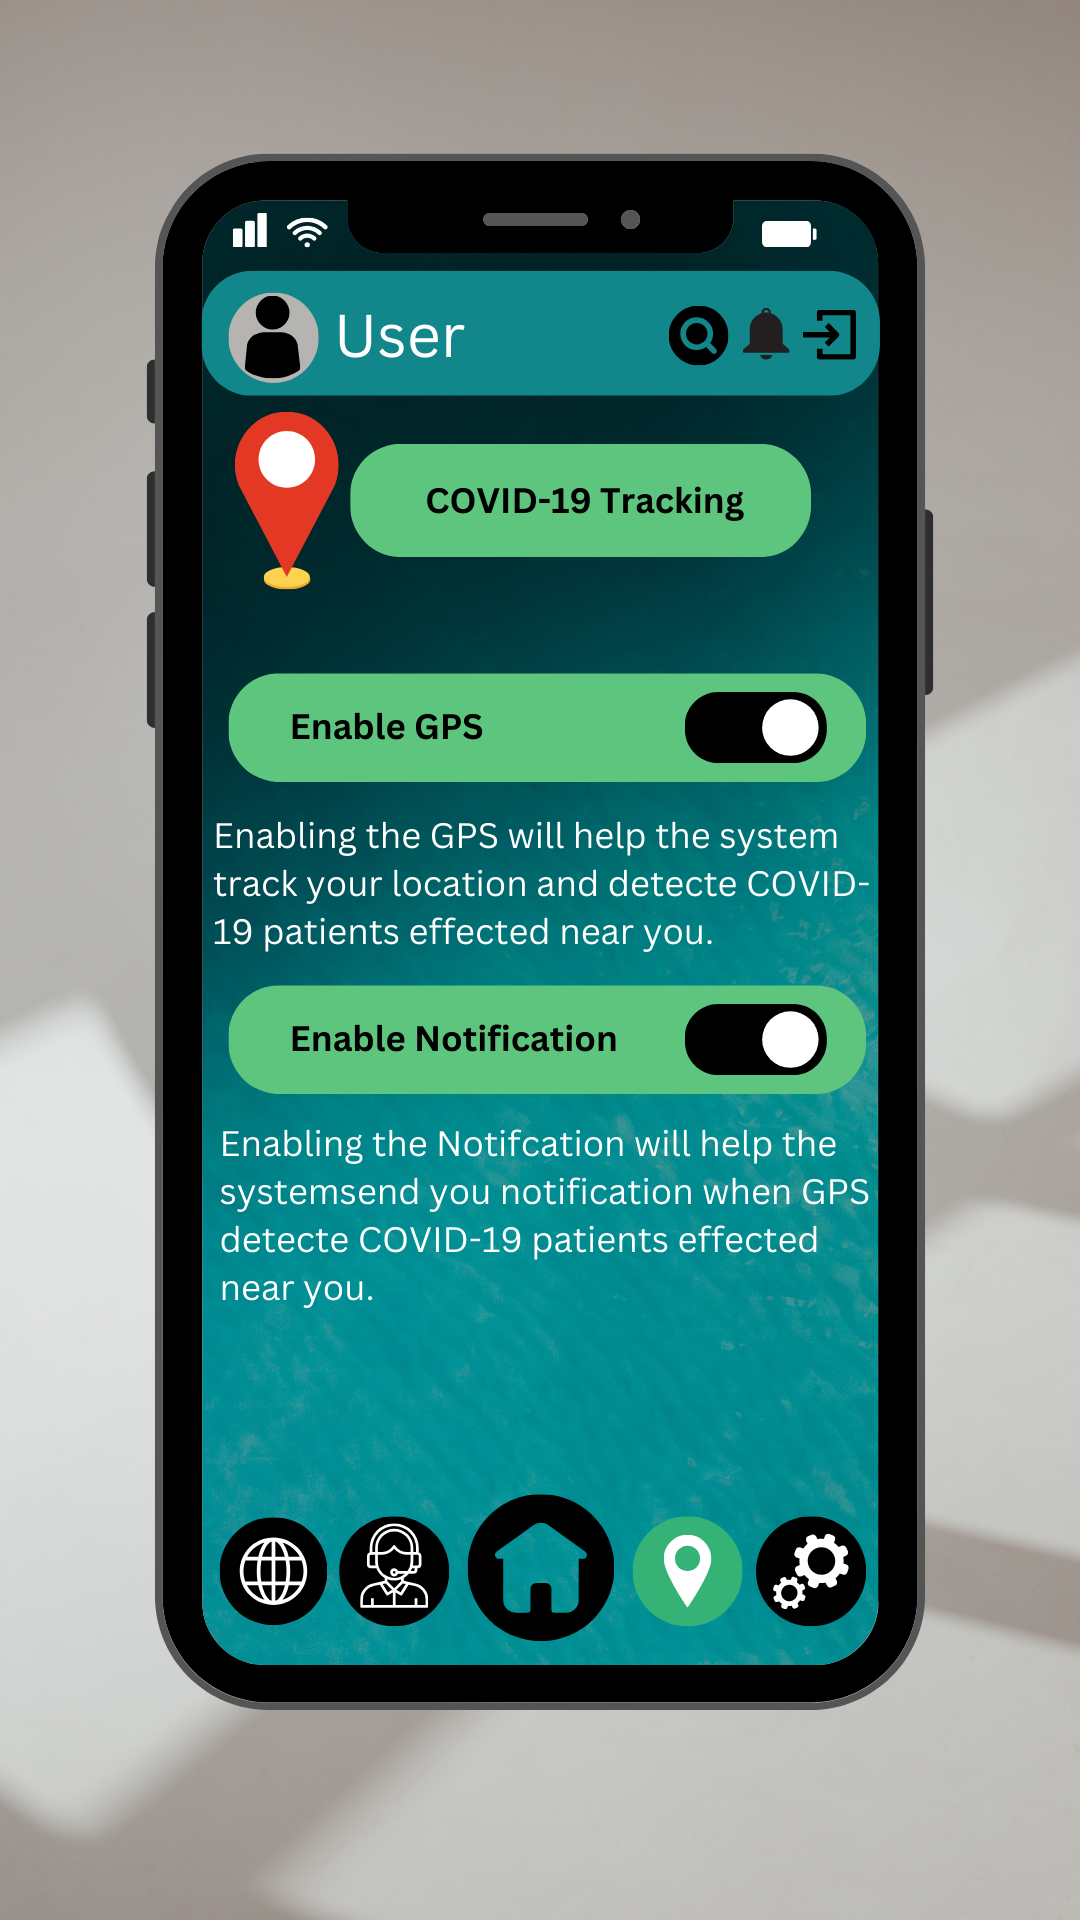 User
COVID-19 Tracking
Enable GPS
Enabling the GPS will help the system
track your location and detecte COVID-
19 patients effected near you.
Enable Notification
Enabling the Notifcation will help the
systemsend you notification when GPS
detecte COVID-19 patients effected
near you.